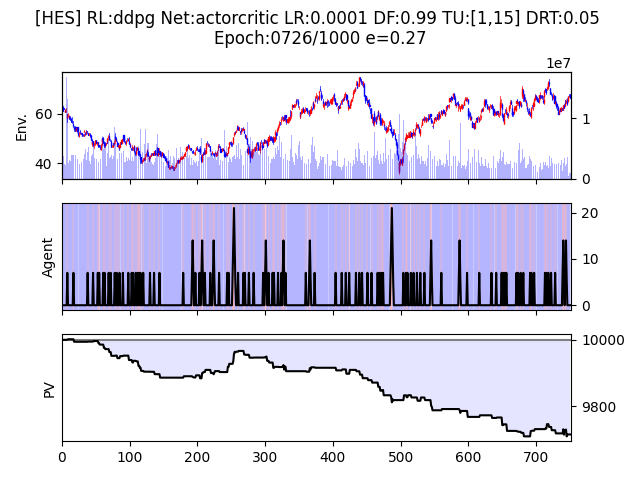 [HES] RL:ddpg Net:actorcritic LR:0.0001 DF:0.99 TU:[1,15] DRT:0.05
Epoch:0726/1000 e=0.27
1e7
Env.
60
40
1
0
Agent
20
10
0
PV
10000
9800
0 100 200 300 400 500 600 700